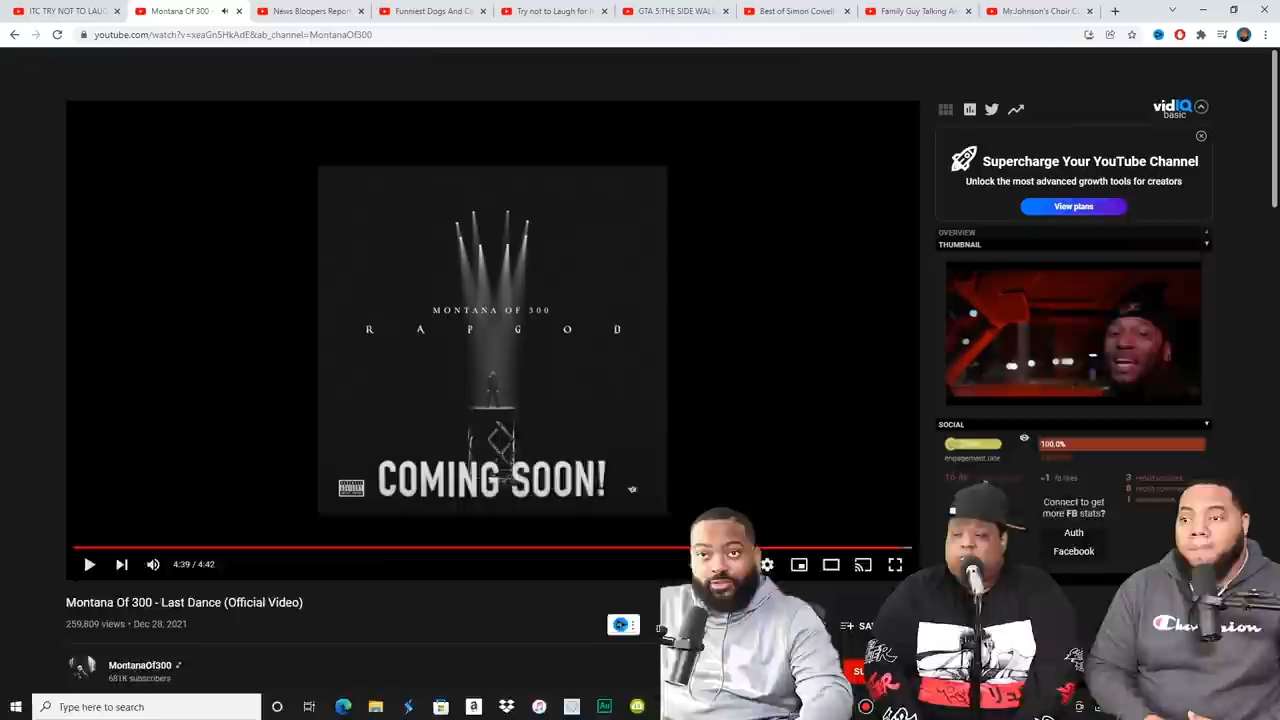 ITC TRY NOT TO LAUG
Montana Of 300 -
News Bloopers Report
Funniest Dogs And Ca
Try not to Laugh for
GTA 5:THE SIDE WAL
Best of Simon Cowell
Family Guy Talking An
MrJohnson's Choir C
youtube.com/watch?v=xeaGn5HkAdE&ab_channel=MontanaOf300
vidIQ
basic
Supercharge Your YouTube Channel
Unlock the most advanced growth tools for creators
View plans
OVERVIEW
THUMBNAIL
MONTANA OF 300
RAPGOD
COMING SOON!
SOCIAL
100.0%
engagement rate
Connect to get
more FB stats?
Auth
Facebook
4:39 / 4:42
Montana Of 300 - Last Dance (Official Video)
259,809 views • Dec 28, 2021
MontanaOf300
681K subscribers
Champion
Type here to search